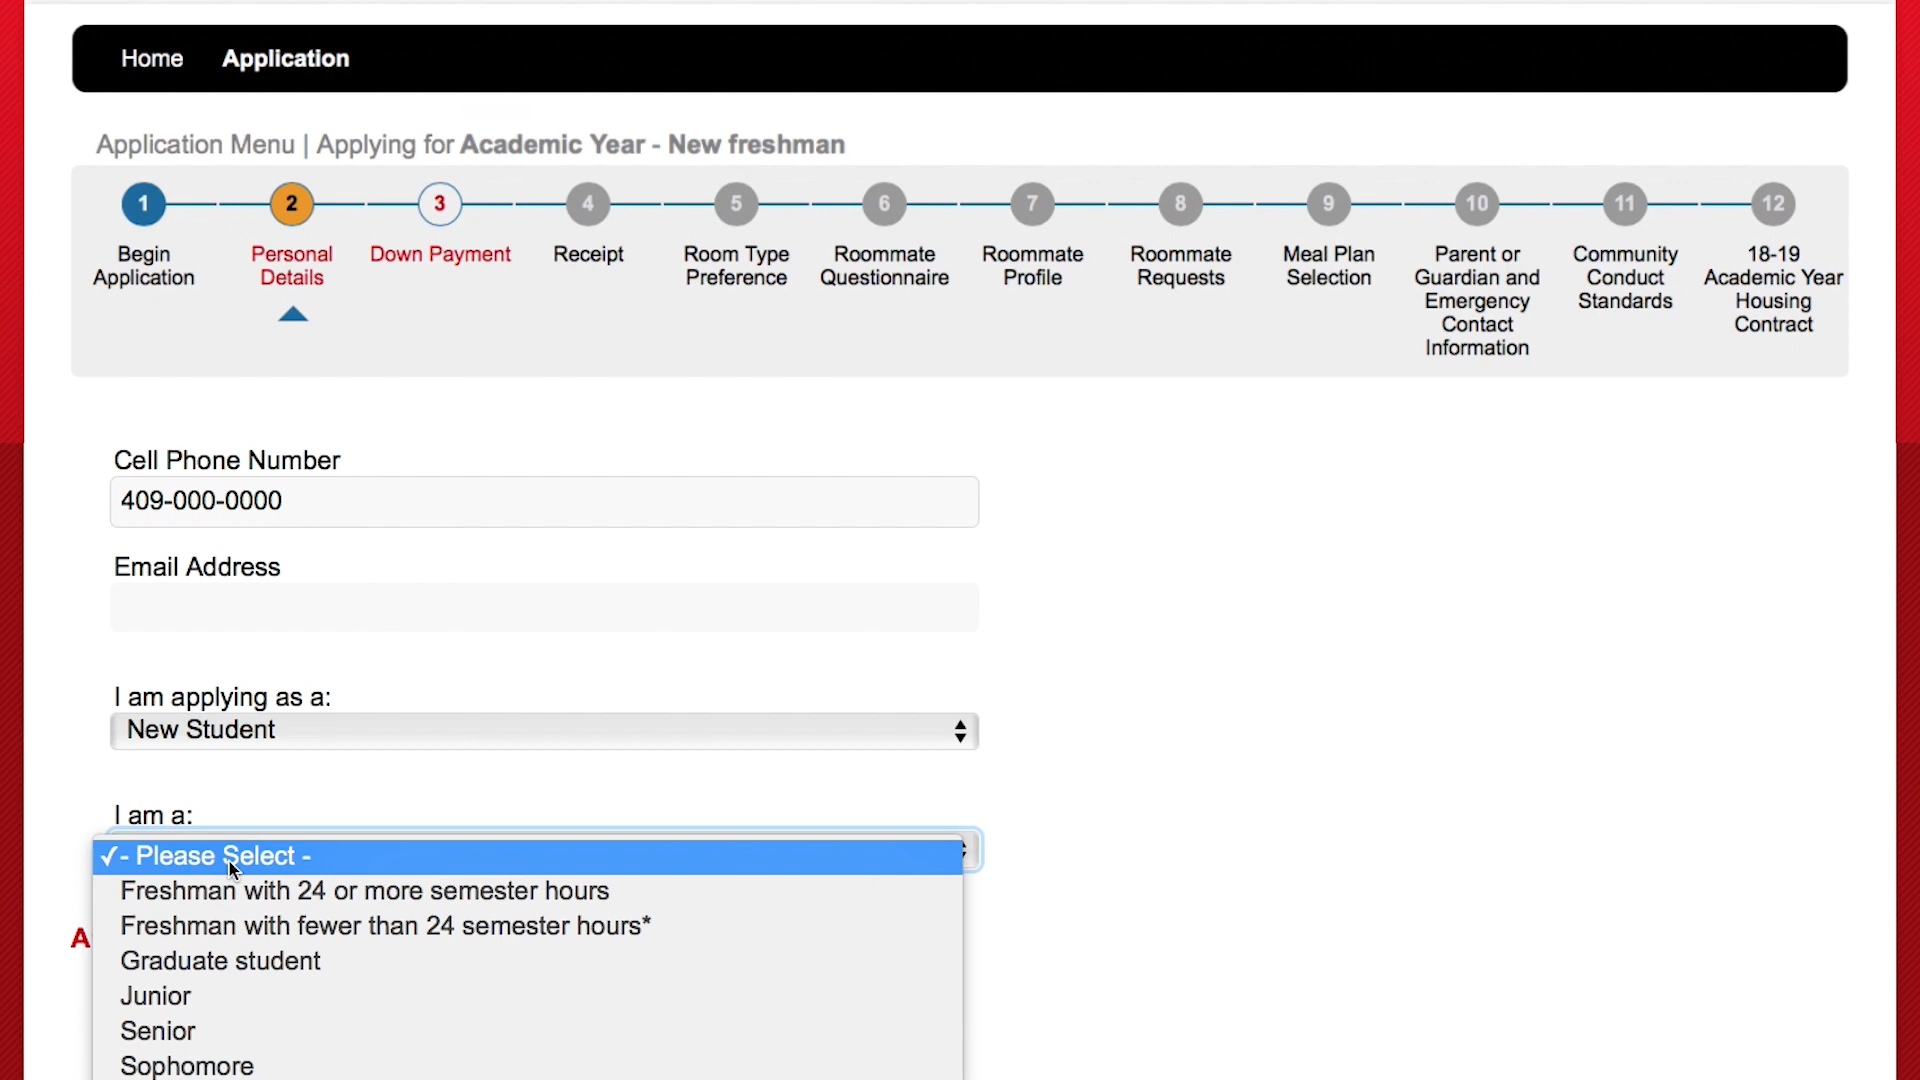 Home Application
Application Menu | Applying for Academic Year - New freshman
1 2 3 4 5 6 7 8 9 10 11 12
Begin Application
Personal Details
Down Payment
Receipt
Room Type Preference
Roommate Questionnaire
Roommate Profile
Roommate Requests
Meal Plan Selection
Parent or Guardian and Emergency Contact Information
Community Conduct Standards
18-19 Academic Year Housing Contract
Cell Phone Number
409-000-0000
Email Address
I am applying as a:
New Student
I am a:
✓- Please Select -
Freshman with 24 or more semester hours
Freshman with fewer than 24 semester hours*
A
Graduate student
Junior
Senior
Sophomore